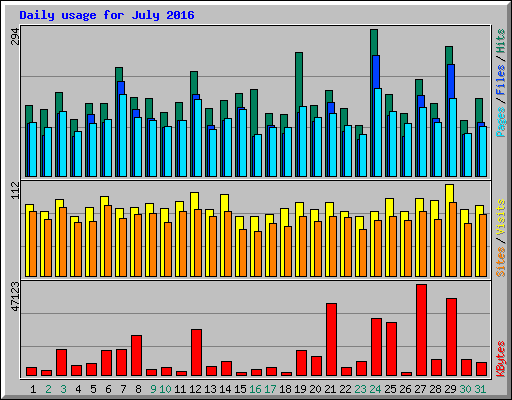 Daily usage for July 2016
294
Pages/Files/Hits
112
Sites/Visits
47123
KBytes
1 2 3 4 5 6 7 8 9 10 11 12 13 14 15 16 17 18 19 20 21 22 23 24 25 26 27 28 29 30 31